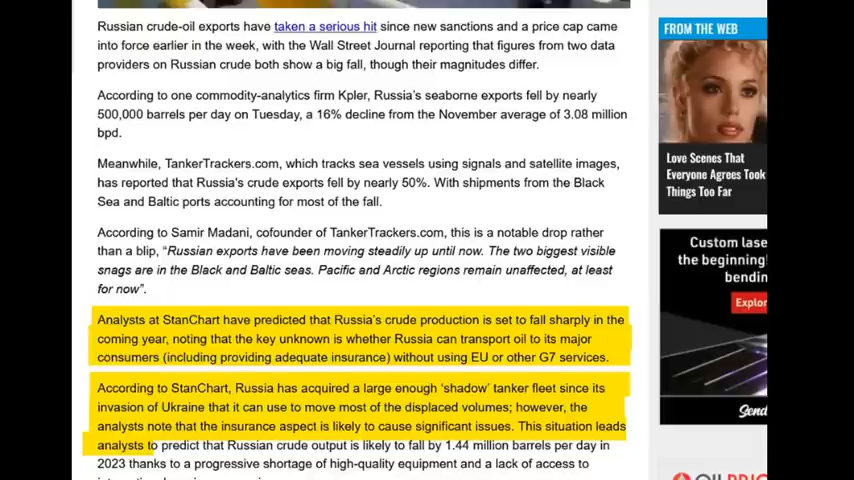 Russian crude-oil exports have taken a serious hit since new sanctions and a price cap came
into force earlier in the week, with the Wall Street Journal reporting that figures from two data
providers on Russian crude both show a big fall, though their magnitudes differ.
According to one commodity-analytics firm Kpler, Russia's seaborne exports fell by nearly
500,000 barrels per day on Tuesday, a 16% decline from the November average of 3.08 million
bpd.
Meanwhile, TankerTrackers.com, which tracks sea vessels using signals and satellite images,
has reported that Russia's crude exports fell by nearly 50%. With shipments from the Black
Sea and Baltic ports accounting for most of the fall.
According to Samir Madani, cofounder of TankerTrackers.com, this is a notable drop rather
than a blip, “Russian exports have been moving steadily up until now. The two biggest visible
snags are in the Black and Baltic seas. Pacific and Arctic regions remain unaffected, at least
for now”.
Analysts at StanChart have predicted that Russia's crude production is set to fall sharply in the
coming year, noting that the key unknown is whether Russia can transport oil to its major
consumers (including providing adequate insurance) without using EU or other G7 services.
According to StanChart, Russia has acquired a large enough ‘shadow’ tanker fleet since its
invasion of Ukraine that it can use to move most of the displaced volumes; however, the
analysts note that the insurance aspect is likely to cause significant issues. This situation leads
analysts to predict that Russian crude output is likely to fall by 1.44 million barrels per day in
2023 thanks to a progressive shortage of high-quality equipment and a lack of access to
FROM THE WEB
Love Scenes That
Everyone Agrees Took
Things Too Far
Custom lase
the beginning
bendin
Explor
Send
OILPRIC